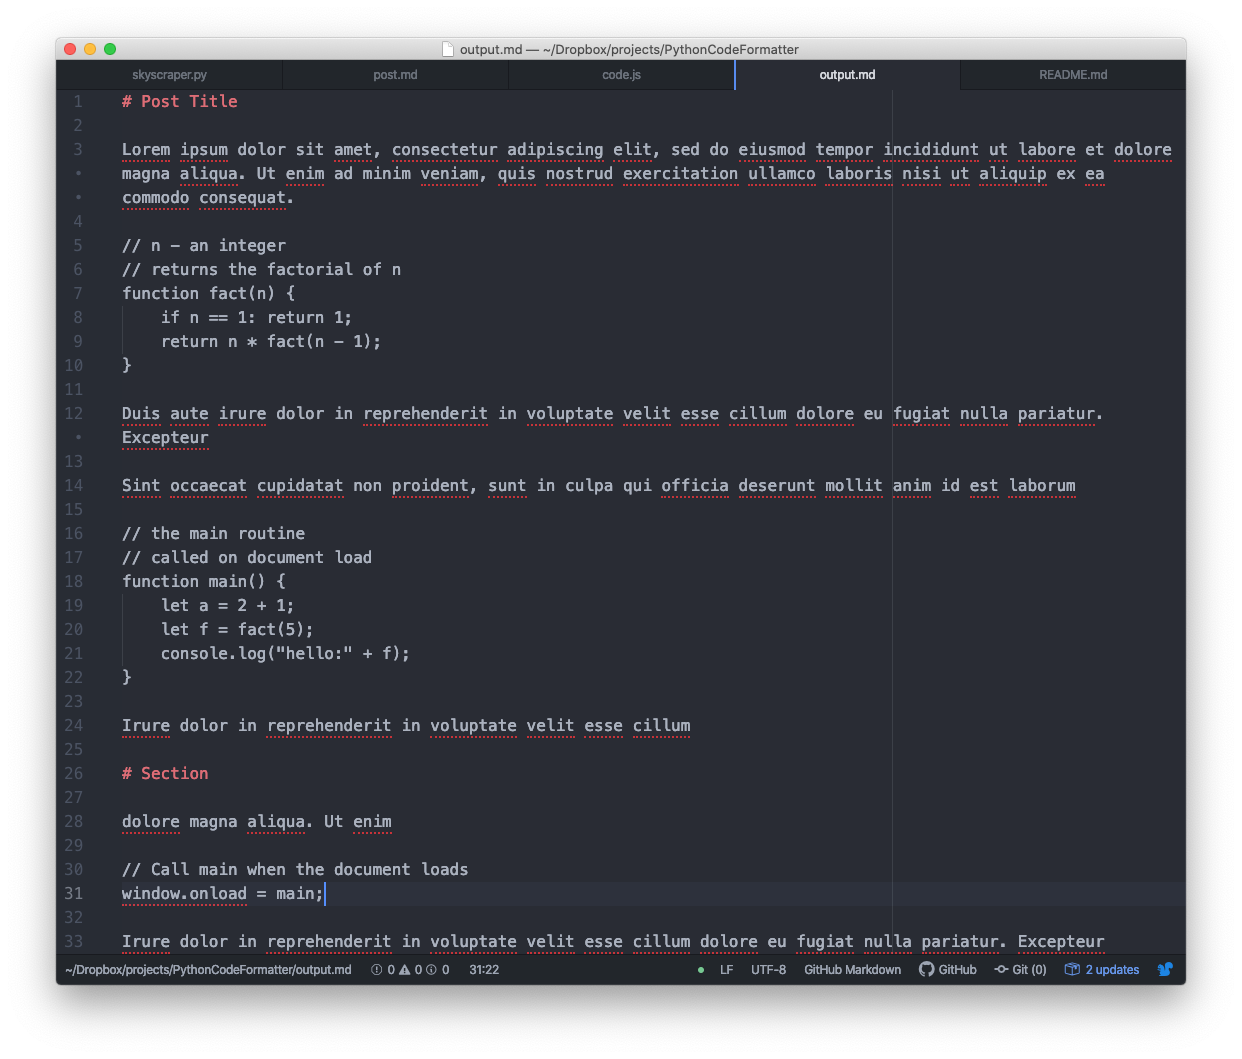 output.md — ~/Dropbox/projects/PythonCodeFormatter
skyscraper.py post.md code.js output.md README.md
1 # Post Title
2
3 Lorem ipsum dolor sit amet, consectetur adipiscing elit, sed do eiusmod tempor incididunt ut labore et dolore
• magna aliqua. Ut enim ad minim veniam, quis nostrud exercitation ullamco laboris nisi ut aliquip ex ea
• commodo consequat.
4
5 // n - an integer
6 // returns the factorial of n
7 function fact(n) {
8     if n == 1: return 1;
9     return n * fact(n - 1);
10 }
11
12 Duis aute irure dolor in reprehenderit in voluptate velit esse cillum dolore eu fugiat nulla pariatur.
• Excepteur
13
14 Sint occaecat cupidatat non proident, sunt in culpa qui officia deserunt mollit anim id est laborum
15
16 // the main routine
17 // called on document load
18 function main() {
19     let a = 2 + 1;
20     let f = fact(5);
21     console.log("hello:" + f);
22 }
23
24 Irure dolor in reprehenderit in voluptate velit esse cillum
25
26 # Section
27
28 dolore magna aliqua. Ut enim
29
30 // Call main when the document loads
31 window.onload = main;
32
33 Irure dolor in reprehenderit in voluptate velit esse cillum dolore eu fugiat nulla pariatur. Excepteur
~/Dropbox/projects/PythonCodeFormatter/output.md 0 0 0 31:22 LF UTF-8 GitHub Markdown GitHub Git (0) 2 updates